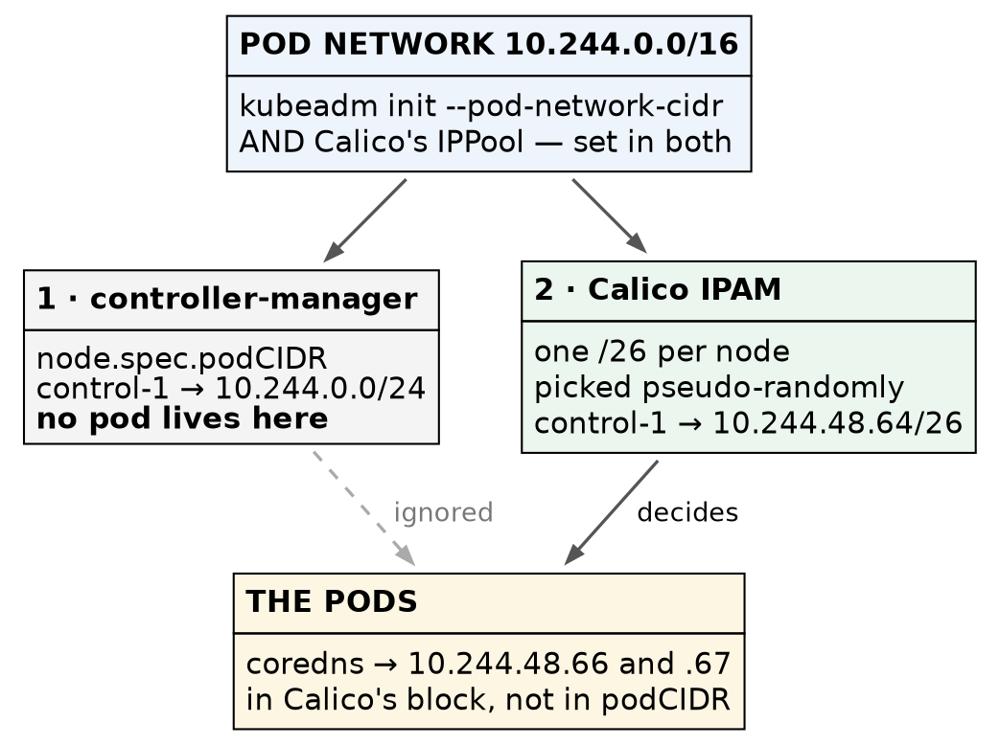 POD NETWORK 10.244.0.0/16
kubeadm init --pod-network-cidr
AND Calico's IPPool — set in both
1 · controller-manager
node.spec.podCIDR
control-1 → 10.244.0.0/24
no pod lives here
2 · Calico IPAM
one /26 per node
picked pseudo-randomly
control-1 → 10.244.48.64/26
ignored
decides
THE PODS
coredns → 10.244.48.66 and .67
in Calico's block, not in podCIDR